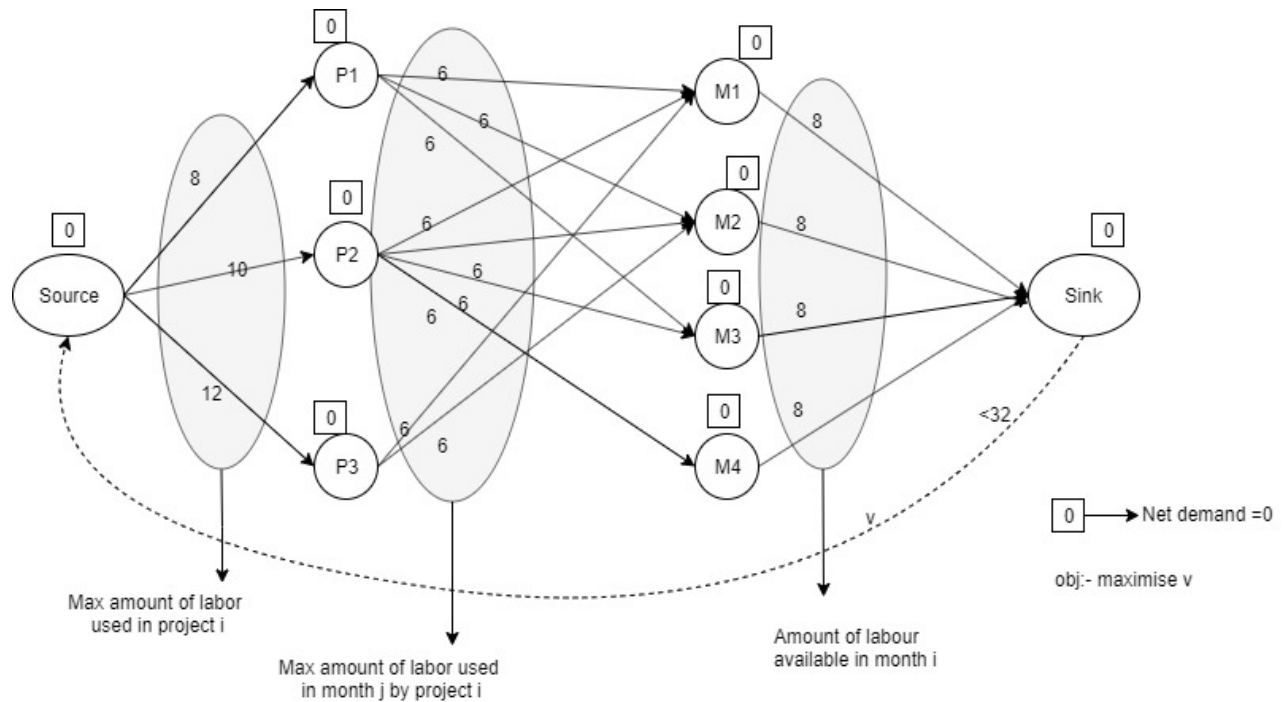 0
P1
6
0
M1
6
8
6
8
0
0
M2
0
P2
6
8
0
Source
10
6
0
0
Sink
6
6
8
M3
12
0
P3
6
6
0
M4
8
<32
v
0
Net demand =0
obj:- maximise v
Max amount of labor
used in project i
Amount of labour
available in month i
Max amount of labor used
in month j by project i